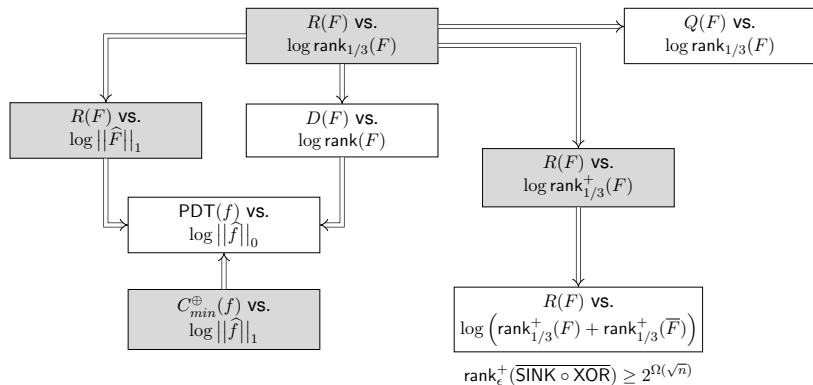 R(F) vs.
log rank_{1/3}(F)
Q(F) vs.
log rank_{1/3}(F)
R(F) vs.
log ||\widehat{F}||_1
D(F) vs.
log rank(F)
R(F) vs.
log rank^+_{1/3}(F)
PDT(f) vs.
log ||\widehat{f}||_0
C^⊕_{min}(f) vs.
log ||\widehat{f}||_1
R(F) vs.
log (rank^+_{1/3}(F) + rank^+_{1/3}(\overline{F}))
rank^+_ϵ(\overline{SINK ∘ XOR}) ≥ 2^{Ω(√n)}